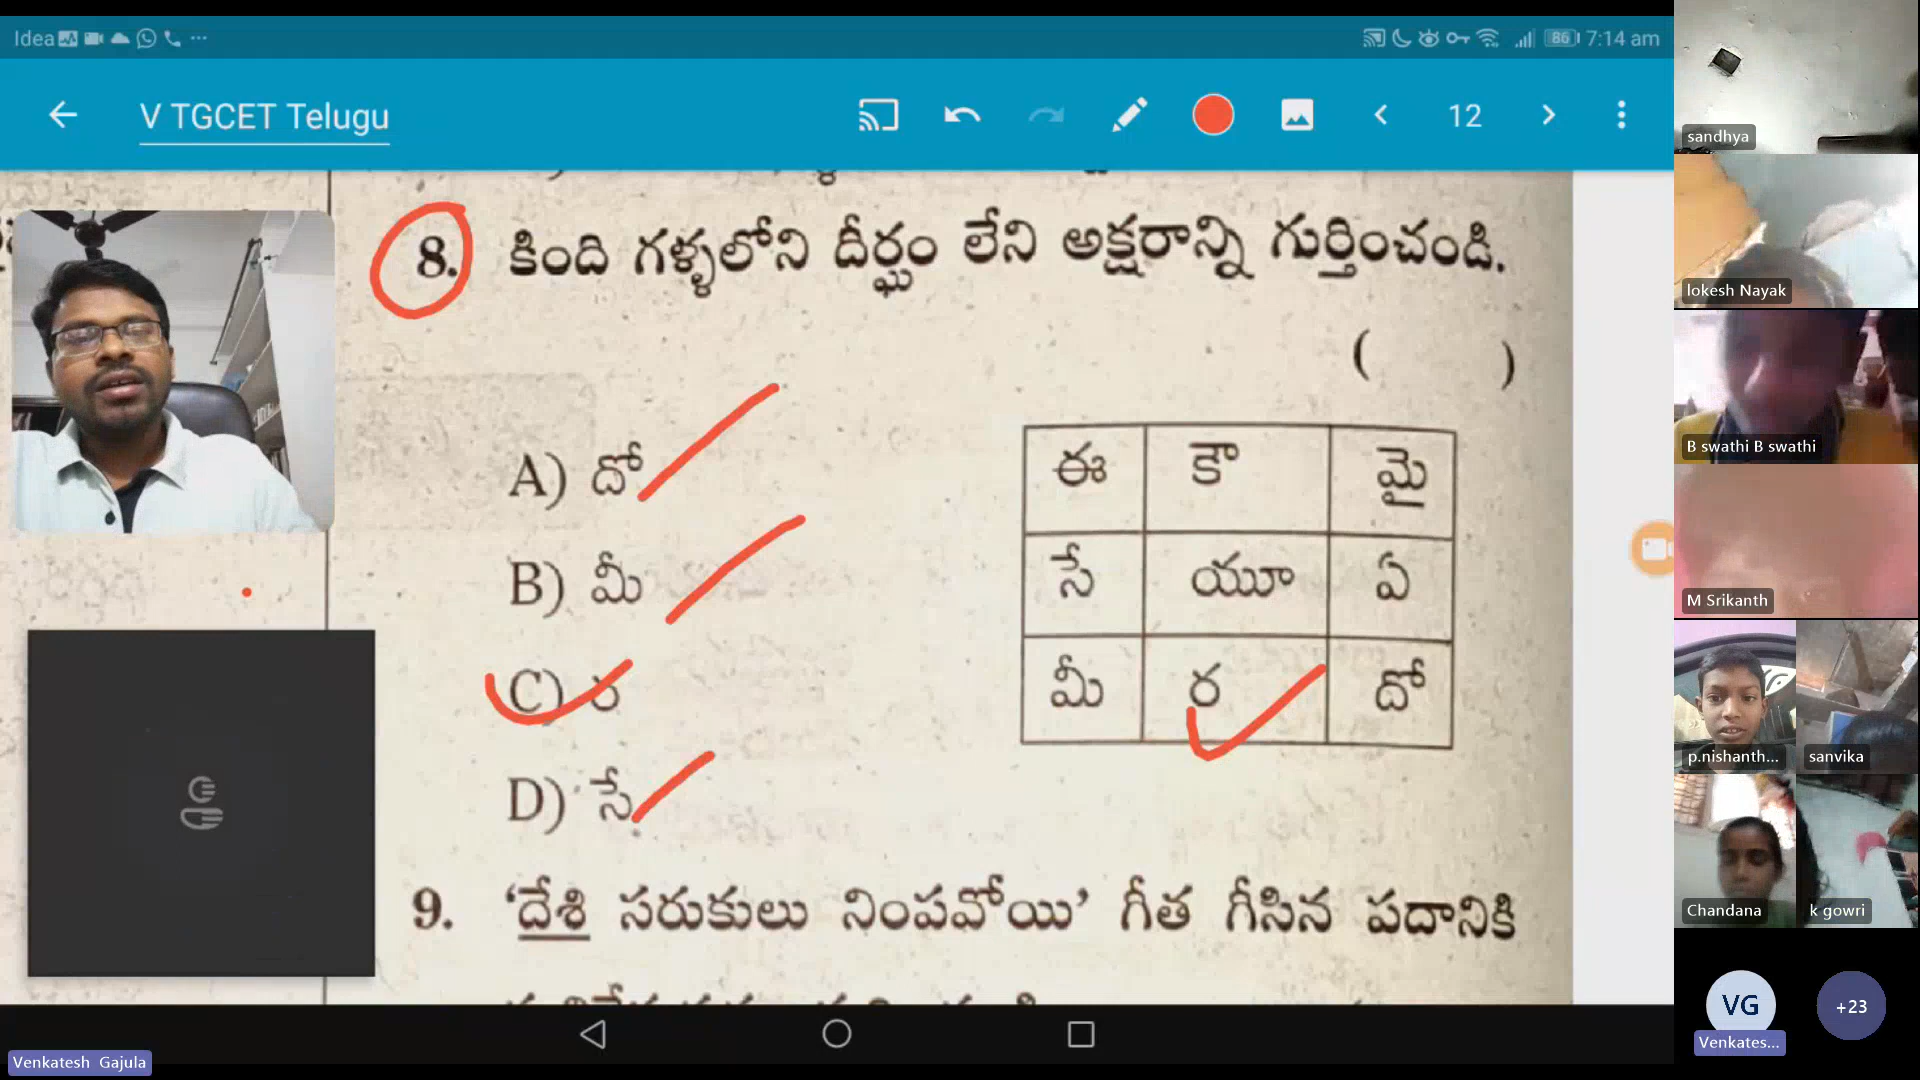 Idea 86 7:14 am
V TGCET Telugu 12
8. కింది గళ్ళలోని దీర్ఘం లేని అక్షరాన్ని గుర్తించండి.
( )
A) దో
B) మీ
C) ర
D) సే
ఈ కౌ మై
సే యూ ఏ
మీ ర దో
9. ‘దేశి సరుకులు నింపవోయి’ గీత గీసిన పదానికి
Venkatesh Gajula
sandhya
lokesh Nayak
B swathi B swathi
M Srikanth
p.nishanth... sanvika
Chandana k gowri
VG +23
Venkates...